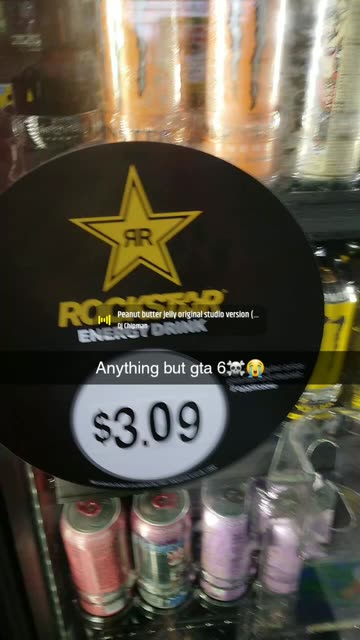 RR
ROCKSTAR
Peanut butter jelly original studio version (...
DJ Chipman
ENERGY DRINK
Anything but gta 6☠️😭
$3.09